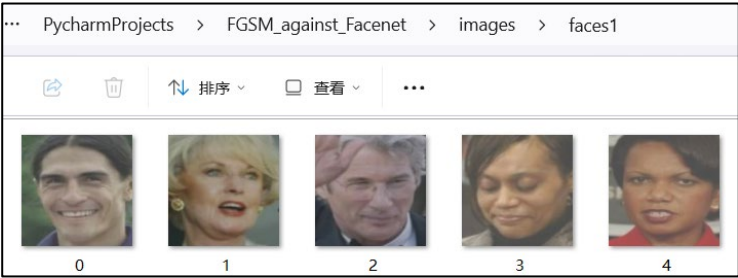 ··· PycharmProjects > FGSM_against_Facenet > images > faces1
排序 查看 ···
0 1 2 3 4